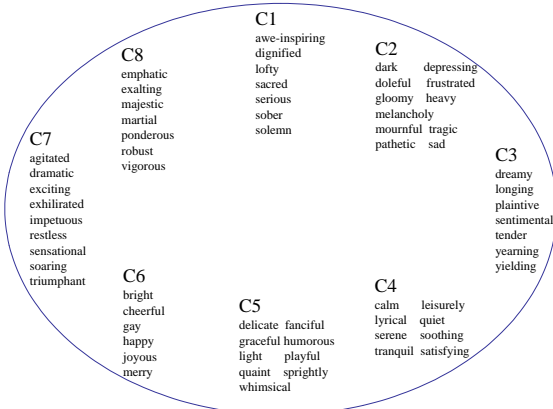 C1
awe-inspiring
dignified
lofty
sacred
serious
sober
solemn
C2
dark depressing
doleful frustrated
gloomy heavy
melancholy
mournful tragic
pathetic sad
C3
dreamy
longing
plaintive
sentimental
tender
yearning
yielding
C4
calm leisurely
lyrical quiet
serene soothing
tranquil satisfying
C5
delicate fanciful
graceful humorous
light playful
quaint sprightly
whimsical
C6
bright
cheerful
gay
happy
joyous
merry
C7
agitated
dramatic
exciting
exhilirated
impetuous
restless
sensational
soaring
triumphant
C8
emphatic
exalting
majestic
martial
ponderous
robust
vigorous